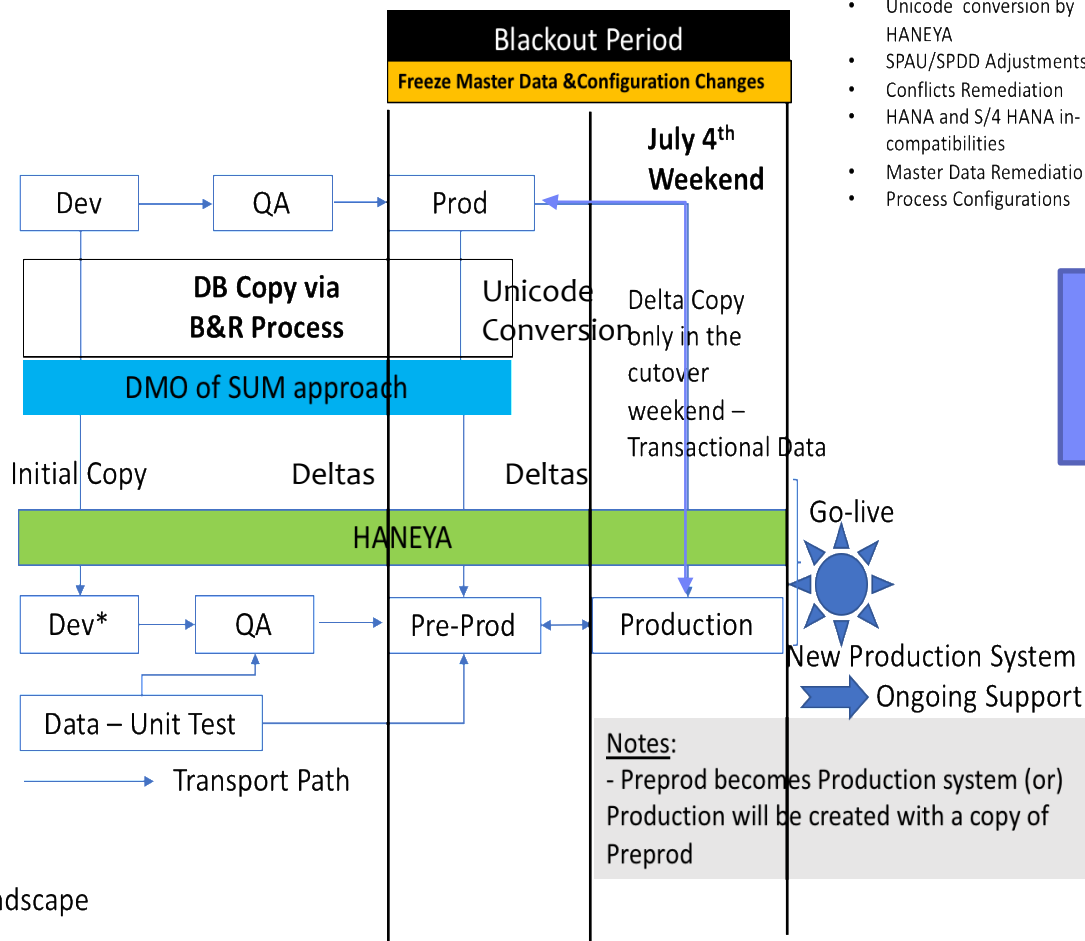 Blackout Period
Freeze Master Data &Configuration Changes
• Unicode conversion by
HANEYA
• SPAU/SPDD Adjustments
• Conflicts Remediation
• HANA and S/4 HANA in-
compatibilities
• Master Data Remediatio
• Process Configurations
July 4th
Weekend
Dev
QA
Prod
DB Copy via
B&R Process
Unicode
Conversion
Delta Copy
only in the
cutover
weekend –
Transactional Data
DMO of SUM approach
Initial Copy
Deltas
Deltas
HANEYA
Go-live
Dev*
QA
Pre-Prod
Production
New Production System
Ongoing Support
Data – Unit Test
Transport Path
Notes:
- Preprod becomes Production system (or)
Production will be created with a copy of
Preprod
ndscape